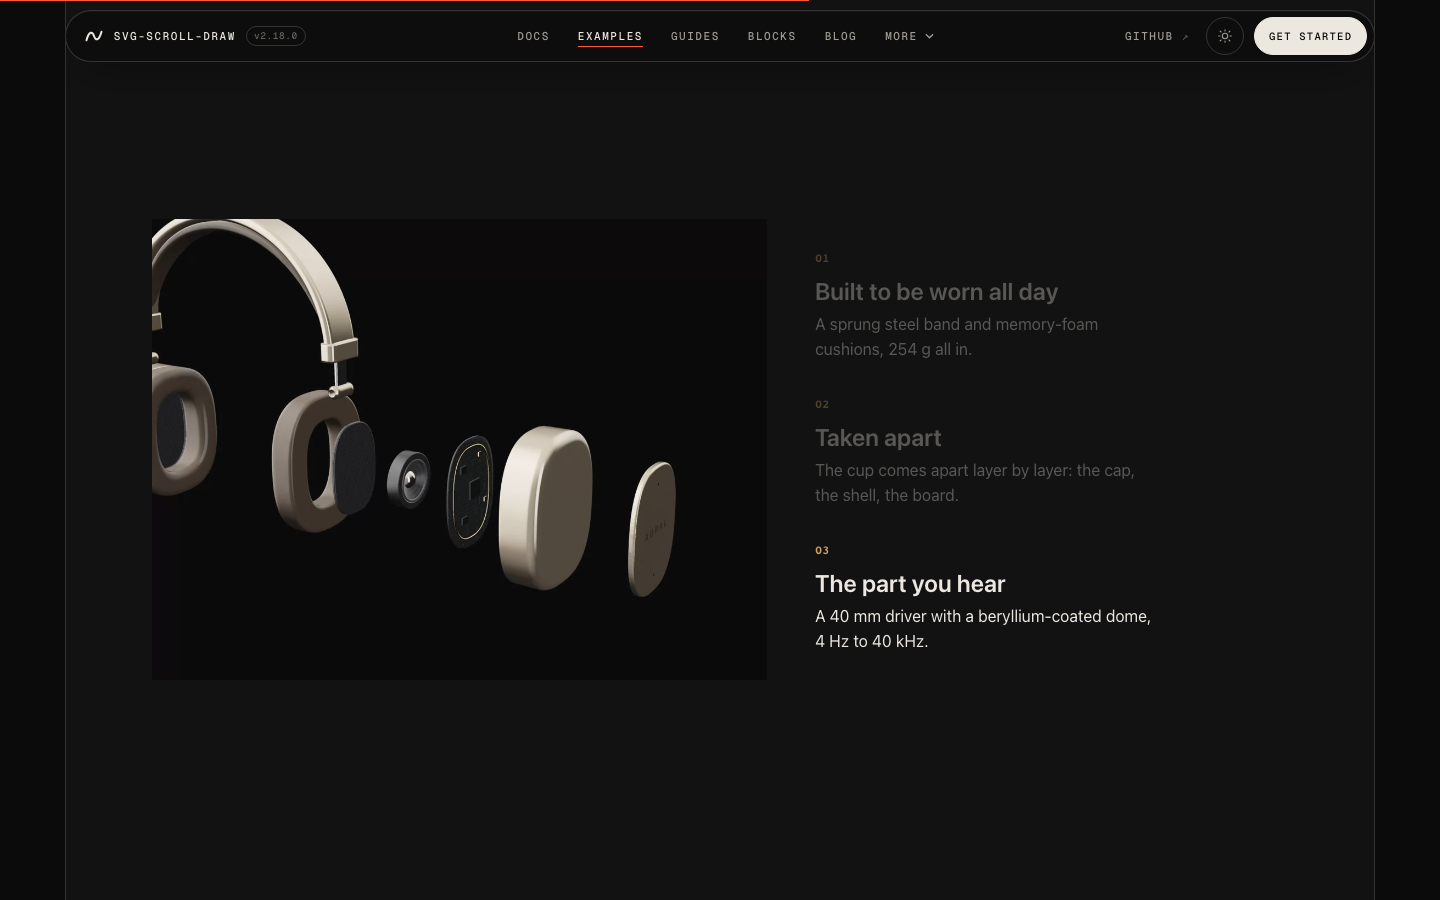 SVG-SCROLL-DRAW v2.18.0 DOCS EXAMPLES GUIDES BLOCKS BLOG MORE GITHUB ↗ GET STARTED
01
Built to be worn all day
A sprung steel band and memory-foam
cushions, 254 g all in.
02
Taken apart
The cup comes apart layer by layer: the cap,
the shell, the board.
03
The part you hear
A 40 mm driver with a beryllium-coated dome,
4 Hz to 40 kHz.